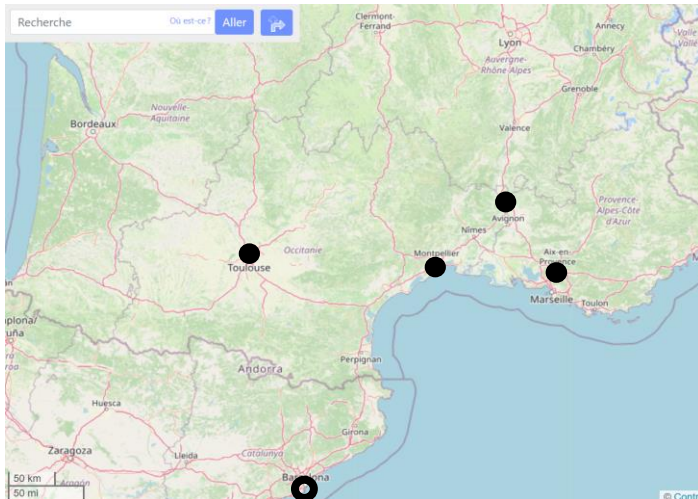 Recherche
Où est-ce ?
Aller
Clermont-
Ferrand
Lyon
Annecy
Chambéry
Auvergne-
Rhône-Alpes
Grenoble
Nouvelle-
Aquitaine
Bordeaux
Valence
Provence-
Alpes-Côte
d'Azur
Avignon
Nîmes
Occitanie
Montpellier
Aix-en-
Provence
Toulouse
Marseille
Toulon
Perpignan
Andorra
Huesca
Girona
Zaragoza
Lleida
Catalunya
50 km
50 mi